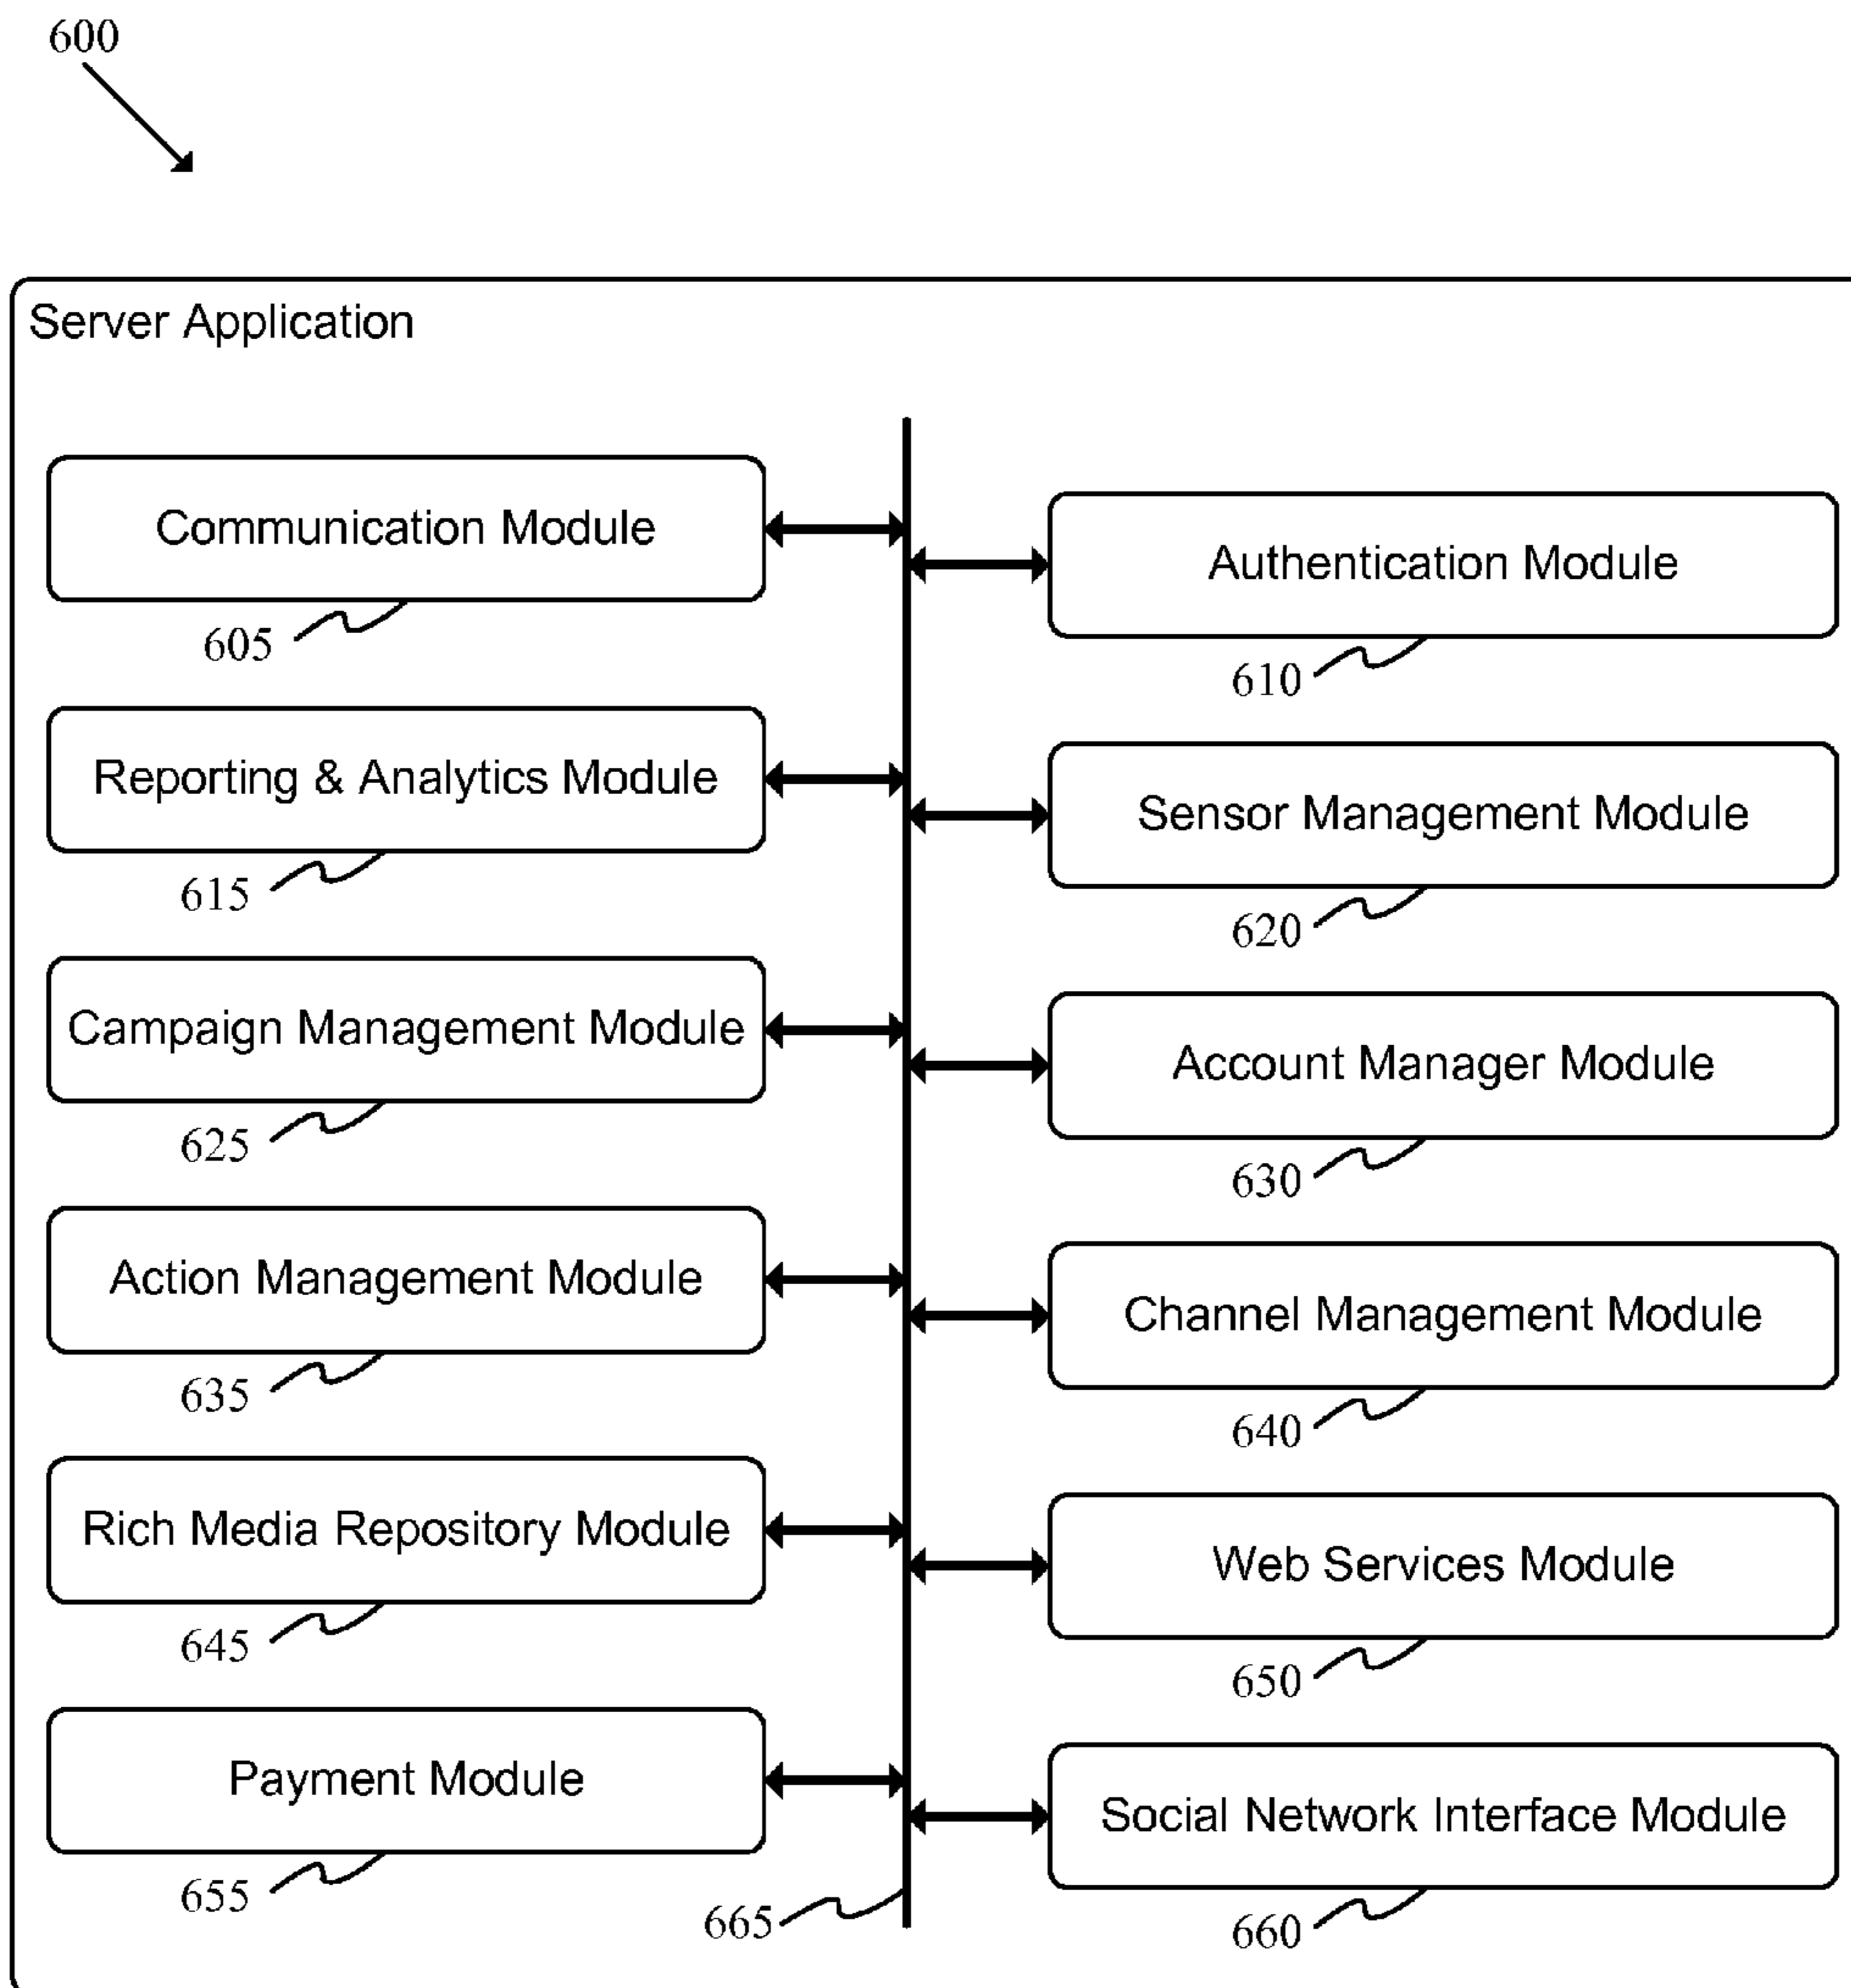 600
Server Application
Communication Module
605
Authentication Module
610
Reporting & Analytics Module
615
Sensor Management Module
620
Campaign Management Module
625
Account Manager Module
630
Action Management Module
635
Channel Management Module
640
Rich Media Repository Module
645
Web Services Module
650
Payment Module
655
Social Network Interface Module
660
665